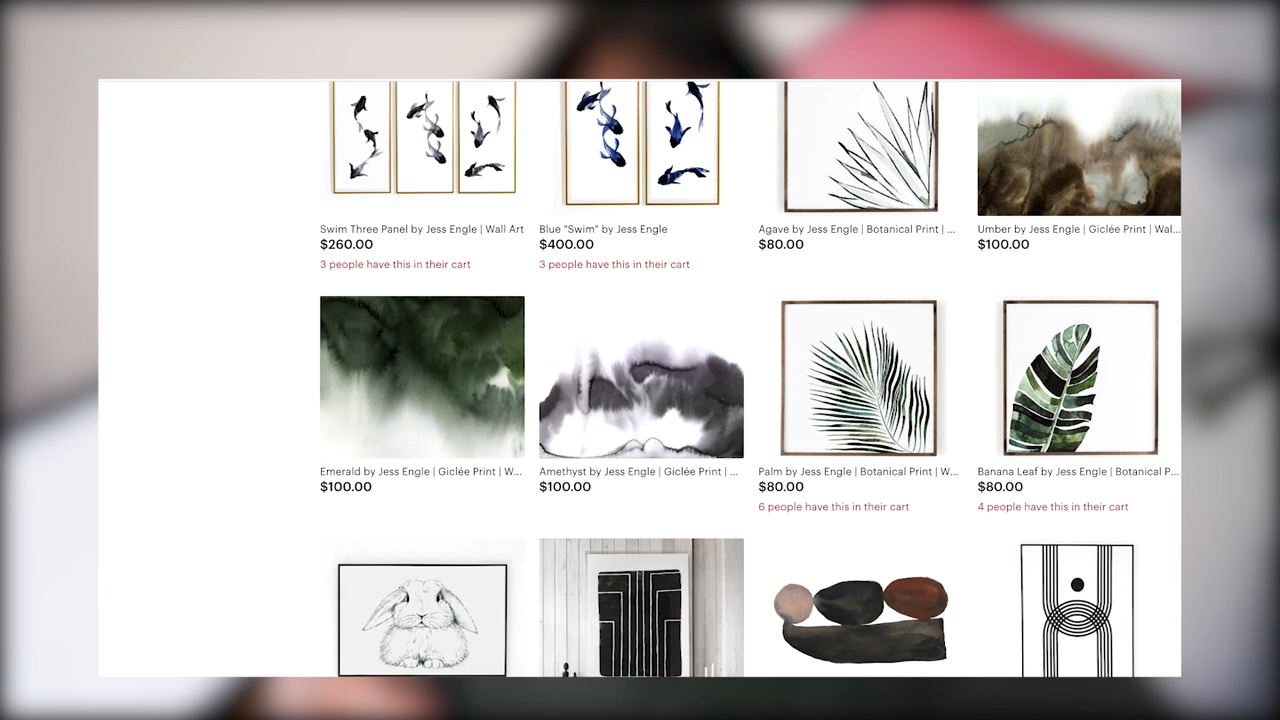 Swim Three Panel by Jess Engle | Wall Art
$260.00
3 people have this in their cart
Blue "Swim" by Jess Engle
$400.00
3 people have this in their cart
Agave by Jess Engle | Botanical Print | ...
$80.00
Umber by Jess Engle | Giclée Print | Wal...
$100.00
Emerald by Jess Engle | Giclée Print | W...
$100.00
Amethyst by Jess Engle | Giclée Print | ...
$100.00
Palm by Jess Engle | Botanical Print | W...
$80.00
6 people have this in their cart
Banana Leaf by Jess Engle | Botanical P...
$80.00
4 people have this in their cart